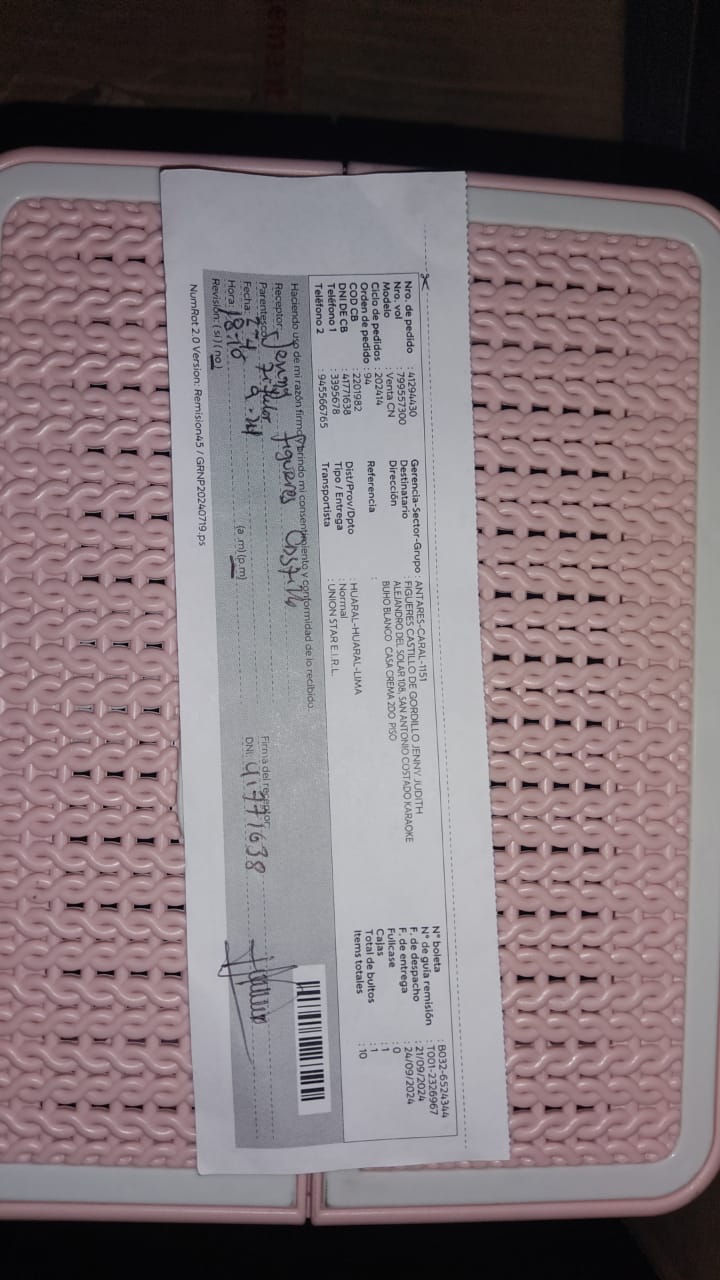 Nro. de pedido : 41294430
Nro. vol : 799557300
Modelo : Venta CN
Ciclo de pedidos : 202414
Orden de pedido : 94
COD CB : 2201982
DNI DE CB : 41771638
Teléfono 1 : 3395678
Teléfono 2 : 945566765
Gerencia-Sector-Grupo : ANTARES-CARAL-1151
Destinatario : FIGUERES CASTILLO DE GORDILLO JENNY JUDITH
Dirección : ALEJANDRO DEL SOLAR 108, SAN ANTONIO COSTADO KARAOKE
BUHO BLANCO CASA CREMA 2DO PISO
Referencia :
Dist/Prov/Dpto : HUARAL-HUARAL-LIMA
Tipo / Entrega : Normal
Transportista : UNION STAR E.I.R.L.
N° boleta : B032-6524344
N° de guía remisión : T001-2326967
F. de despacho : 21/09/2024
F. de entrega : 24/09/2024
Fullcase : 0
Cajas : 1
Total de bultos : 1
Items totales : 10
Haciendo uso de mi razón firmo y brindo mi consentimiento y conformidad de lo recibido.
Receptor: Jenny Figueres Castillo
Parentesco: Titular
Fecha: 24-9-24
Hora: 18:16 (a.m) (p.m)
Revisión: (si) (no)
Firma del receptor:
DNI: 41771638
NumRot 2.0 Version: Remision45 / GRNP20240719.ps